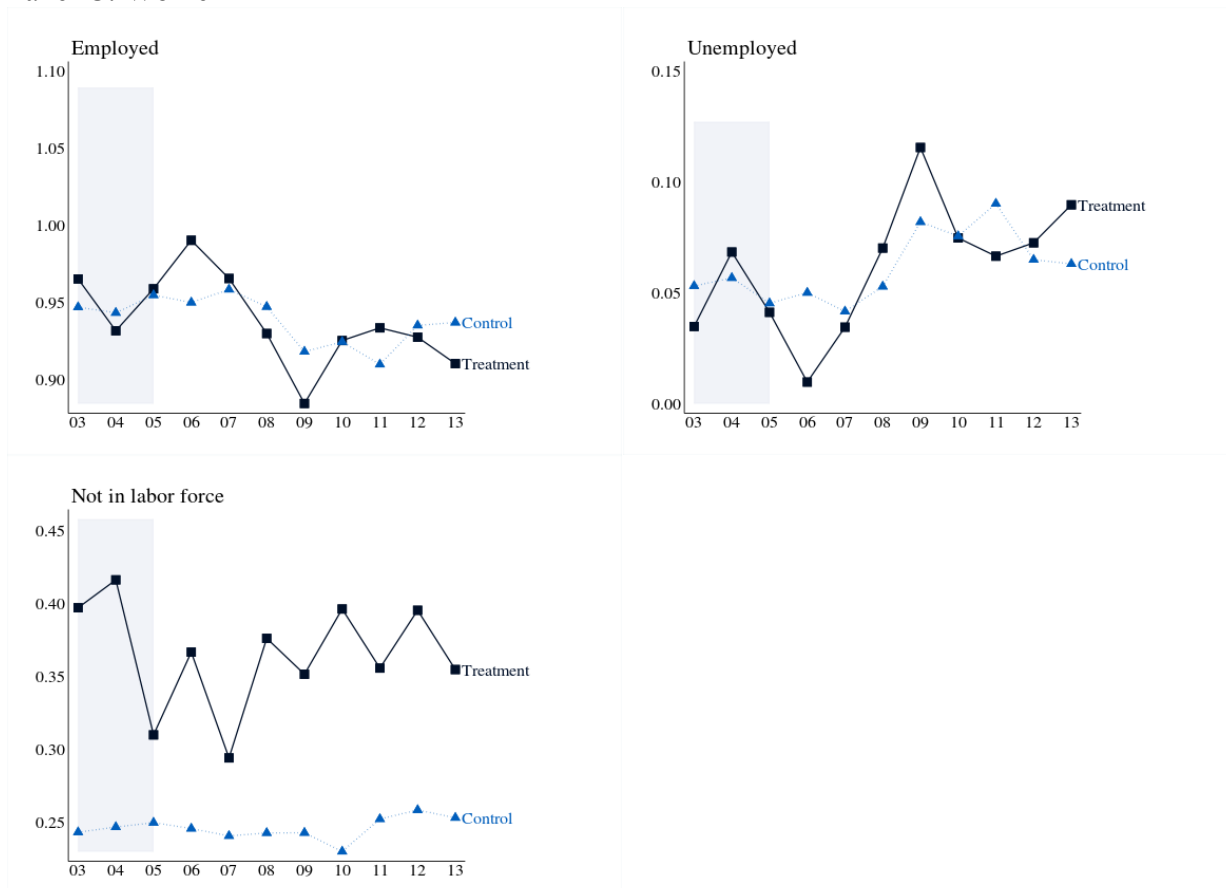 Employed
1.10
1.05
1.00
0.95
0.90
03 04 05 06 07 08 09 10 11 12 13
Control
Treatment
Unemployed
0.15
0.10
0.05
0.00
03 04 05 06 07 08 09 10 11 12 13
Treatment
Control
Not in labor force
0.45
0.40
0.35
0.30
0.25
03 04 05 06 07 08 09 10 11 12 13
Treatment
Control